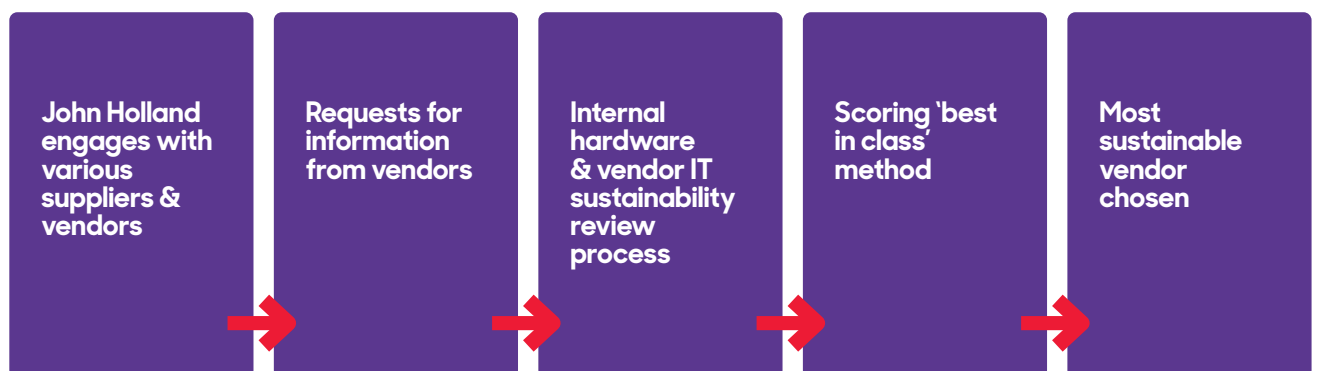 John Holland
engages with
various
suppliers &
vendors
Requests for
information
from vendors
Internal
hardware
& vendor IT
sustainability
review
process
Scoring ‘best
in class’
method
Most
sustainable
vendor
chosen